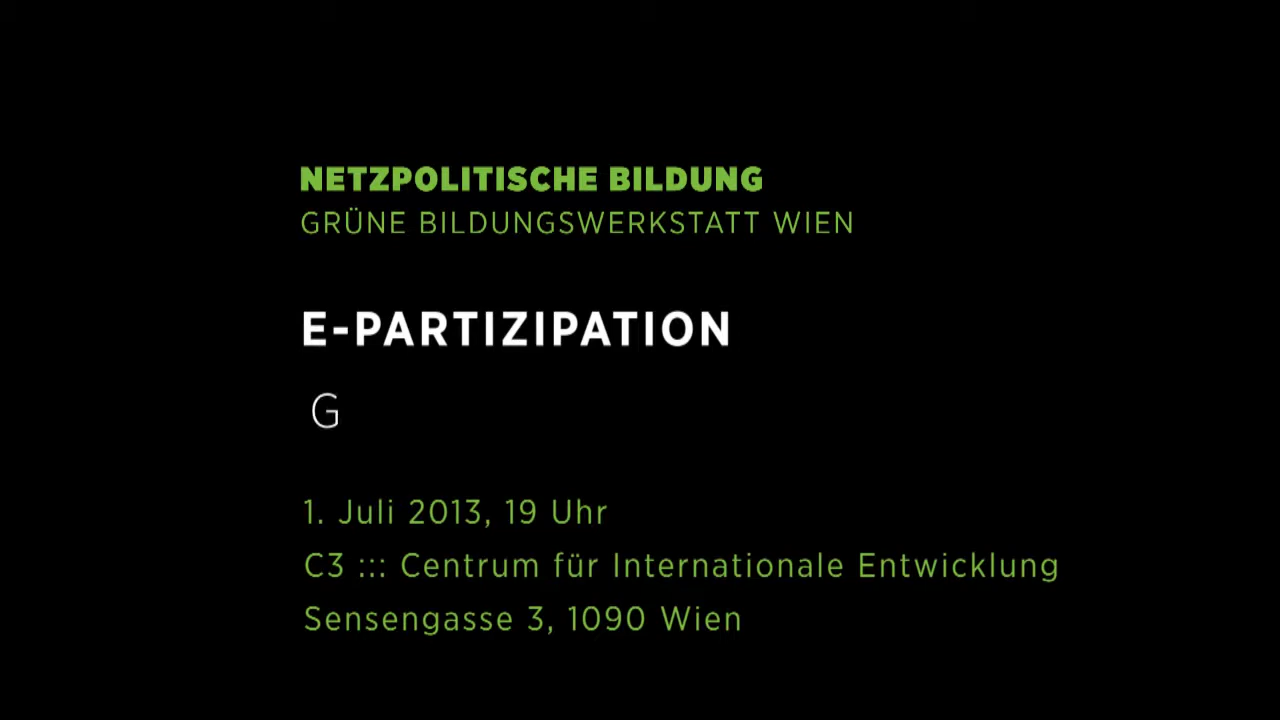 NETZPOLITISCHE BILDUNG
GRÜNE BILDUNGSWERKSTATT WIEN
E-PARTIZIPATION
G
1. Juli 2013, 19 Uhr
C3 ::: Centrum für Internationale Entwicklung
Sensengasse 3, 1090 Wien